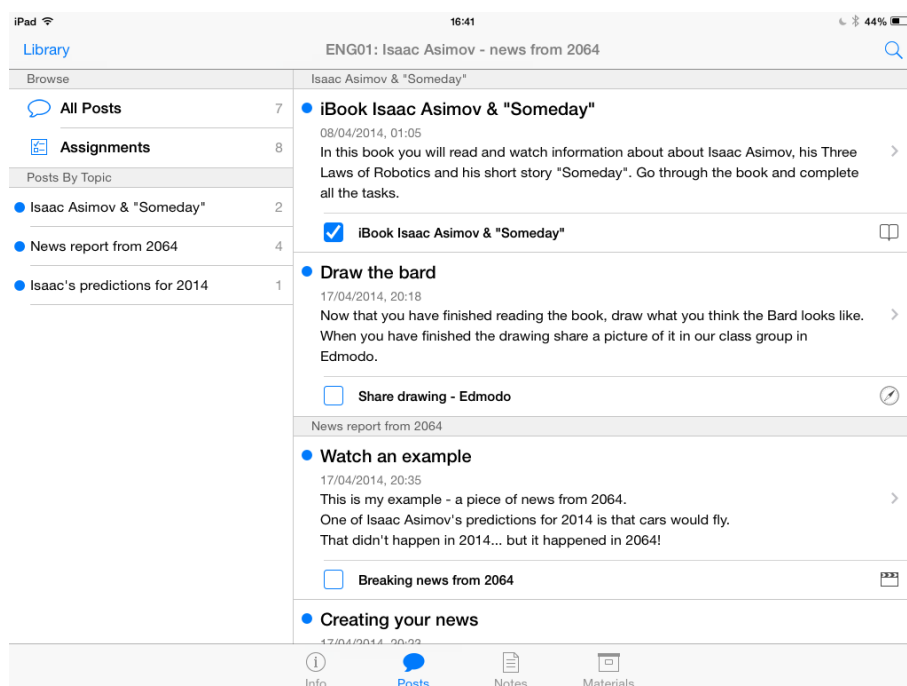 iPad 16:41 44%
Library ENG01: Isaac Asimov - news from 2064
Browse
All Posts 7
Assignments 8
Posts By Topic
Isaac Asimov & "Someday" 2
News report from 2064 4
Isaac's predictions for 2014 1
Isaac Asimov & "Someday"
iBook Isaac Asimov & "Someday"
08/04/2014, 01:05
In this book you will read and watch information about about Isaac Asimov, his Three
Laws of Robotics and his short story "Someday". Go through the book and complete
all the tasks.
iBook Isaac Asimov & "Someday"
Draw the bard
17/04/2014, 20:18
Now that you have finished reading the book, draw what you think the Bard looks like.
When you have finished the drawing share a picture of it in our class group in
Edmodo.
Share drawing - Edmodo
News report from 2064
Watch an example
17/04/2014, 20:35
This is my example - a piece of news from 2064.
One of Isaac Asimov's predictions for 2014 is that cars would fly.
That didn't happen in 2014... but it happened in 2064!
Breaking news from 2064
Creating your news
17/04/2014, 20:23
Info Posts Notes Materials